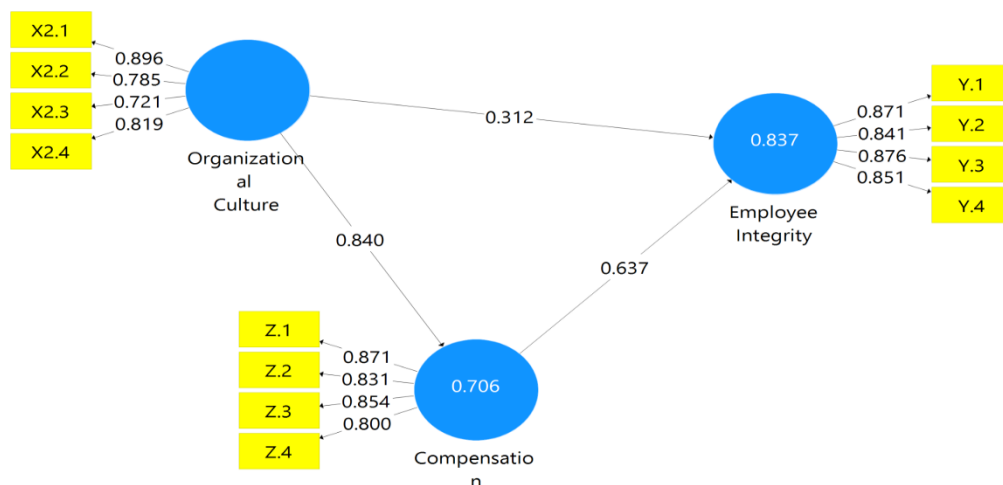 X2.1
X2.2
X2.3
X2.4
0.896
0.785
0.721
0.819
Organization
al
Culture
0.312
0.837
Employee
Integrity
0.871
0.841
0.876
0.851
Y.1
Y.2
Y.3
Y.4
0.840
0.637
Z.1
Z.2
Z.3
Z.4
0.871
0.831
0.854
0.800
0.706
Compensatio
n